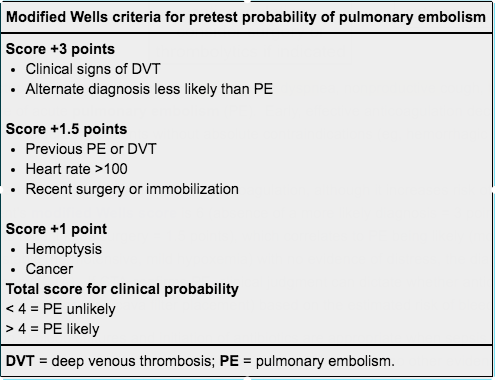 Modified Wells criteria for pretest probability of pulmonary embolism
Score +3 points
• Clinical signs of DVT
• Alternate diagnosis less likely than PE
Score +1.5 points
• Previous PE or DVT
• Heart rate >100
• Recent surgery or immobilization
Score +1 point
• Hemoptysis
• Cancer
Total score for clinical probability
< 4 = PE unlikely
> 4 = PE likely
DVT = deep venous thrombosis; PE = pulmonary embolism.